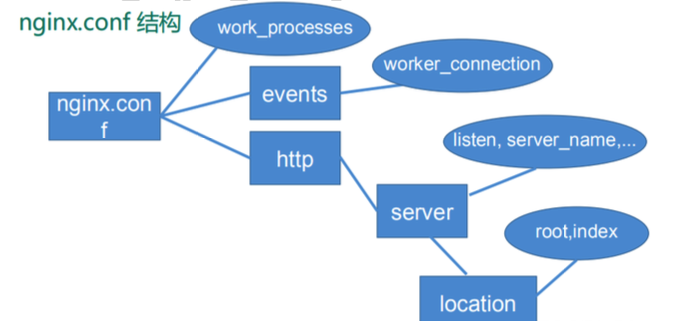 nginx.conf 结构
work_processes
worker_connection
events
nginx.con
f
http
listen, server_name,...
server
root,index
location